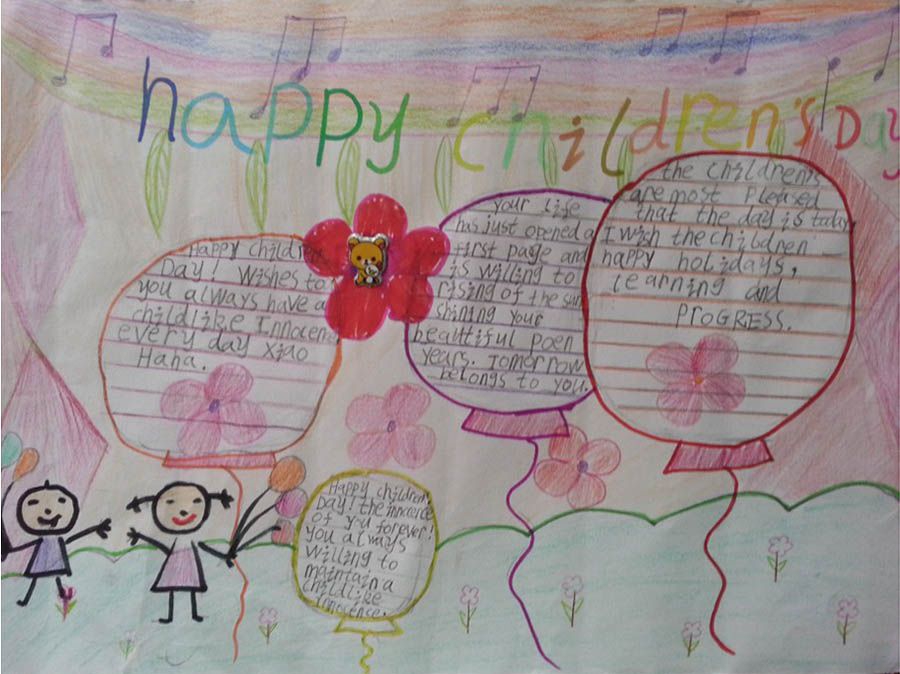 happy children's Day
Happy children
Day! Wishes to
you always have a
childlike Innocence
every day xiao
Haha.
your life
has just opened a
first page and
is willing to
rising of the sun
shining your
beautiful poen
years. Tomorrow
belongs to you.
the children's
are most pleased
that the day is today
I wish the children
happy holidays,
learning and
PROGRESS.
Happy children's
Day! the innocence
of you forever!
you always
willing to
maintain a
childlike
innocence.